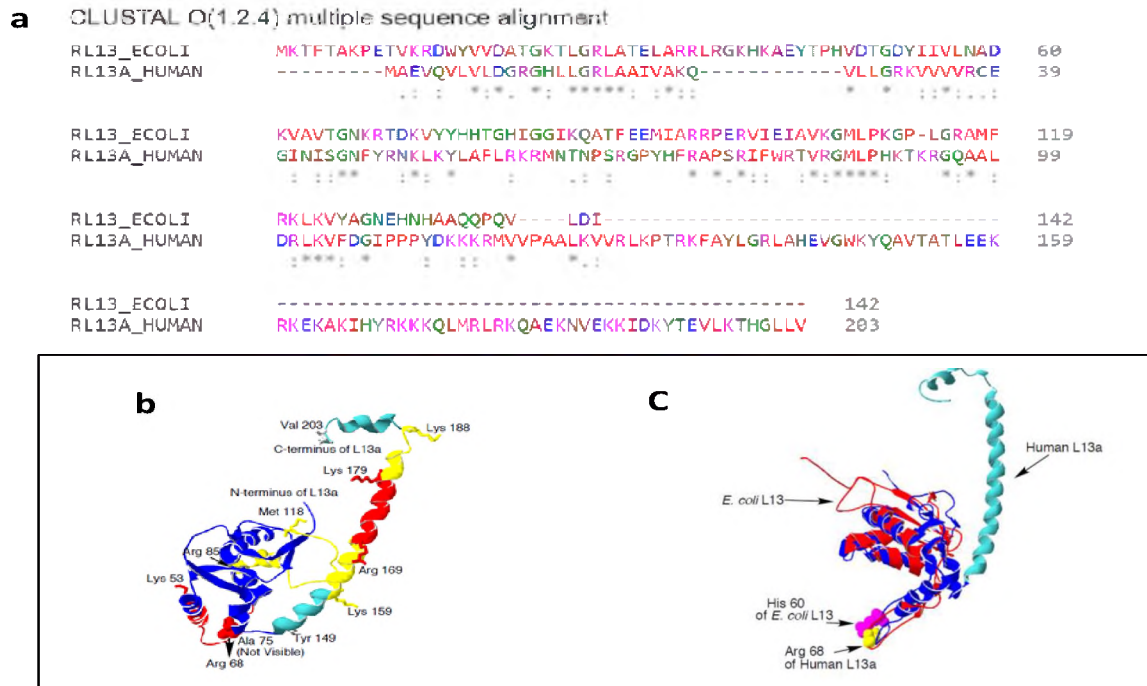 a
CLUSTAL O(1.2.4) multiple sequence alignment
RL13_ECOLI MKTFTAKPETVKRDWYVVDATGKTLGRLATELARRLRGKHKAEYTPHVDTGDYIIVLNAD 60
RL13A_HUMAN ---------MAEVQVLVLDGRGHLLGRLAAIVAKQ------------VLLGRKVVVVRCE 39
RL13_ECOLI KVAVTGNKRTDKVYYHHTGHIGGIKQATFEEMIARRPERVIEIAVKGMLPKGP-LGRAMF 119
RL13A_HUMAN GINISGNFYRNKLKYLAFLRKRMNTNPSRGPYHFRAPSRIFWRTVRGMLPHKTKRGQAAL 99
RL13_ECOLI RKLKVYAGNEHNHAAQQPQV----LDI--------------------------------- 142
RL13A_HUMAN DRLKVFDGIPPPYDKKKRMVVPAALKVVRLKPTRKFAYLGRLAHEVGWKYQAVTATLEEK 159
RL13_ECOLI -------------------------------------------- 142
RL13A_HUMAN RKEKAKIHYRKKKQLMRLRKQAEKNVEKKIDKYTEVLKTHGLLV 203
b
Val 203
C-terminus of L13a
Lys 188
Lys 179
N-terminus of L13a
Met 118
Arg 85
Lys 53
Arg 169
Lys 159
Tyr 149
Ala 75
(Not Visible)
Arg 68
C
Human L13a
E. coli L13
His 60
of E. coli L13
Arg 68
of Human L13a